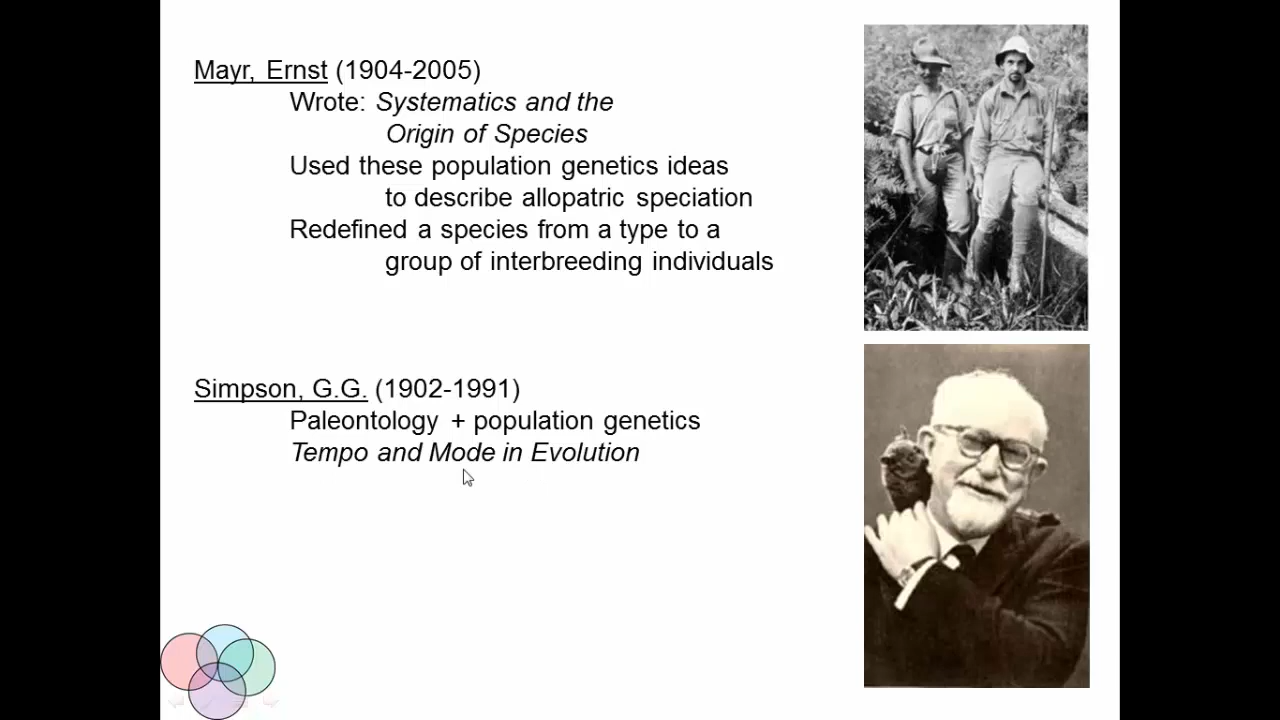 Mayr, Ernst (1904-2005)
Wrote: Systematics and the
Origin of Species
Used these population genetics ideas
to describe allopatric speciation
Redefined a species from a type to a
group of interbreeding individuals
Simpson, G.G. (1902-1991)
Paleontology + population genetics
Tempo and Mode in Evolution